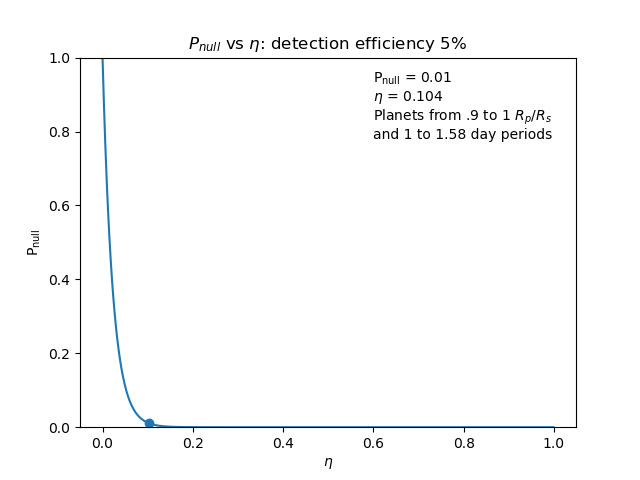 P_null vs η: detection efficiency 5%
P_null = 0.01
η = 0.104
Planets from .9 to 1 R_p/R_s
and 1 to 1.58 day periods
P_null
1.0
0.8
0.6
0.4
0.2
0.0
0.0 0.2 0.4 0.6 0.8 1.0
η